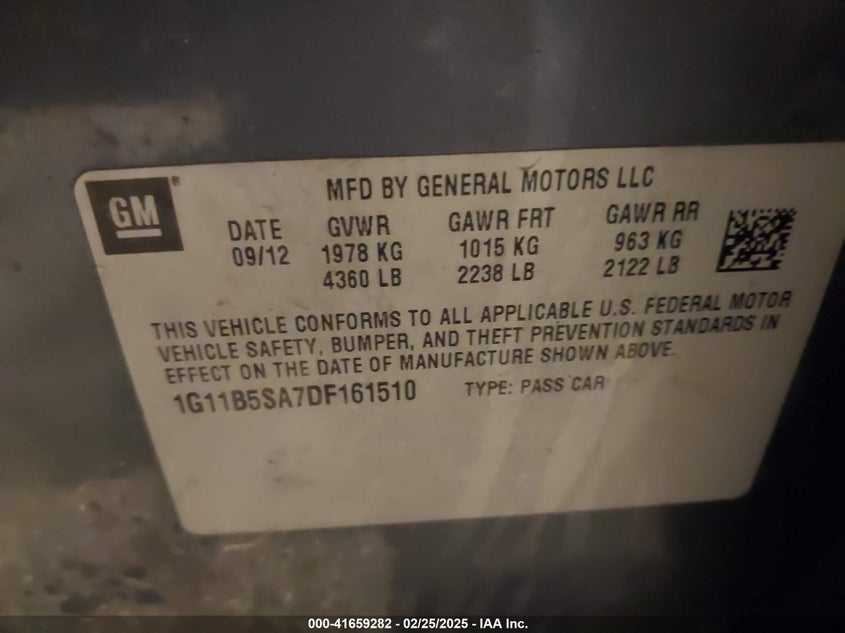 GM
MFD BY GENERAL MOTORS LLC
DATE GVWR GAWR FRT GAWR RR
09/12 1978 KG 1015 KG 963 KG
4360 LB 2238 LB 2122 LB
THIS VEHICLE CONFORMS TO ALL APPLICABLE U.S. FEDERAL MOTOR
VEHICLE SAFETY, BUMPER, AND THEFT PREVENTION STANDARDS IN
EFFECT ON THE DATE OF MANUFACTURE SHOWN ABOVE.
1G11B5SA7DF161510 TYPE: PASS CAR
000-41659282 - 02/25/2025 - IAA Inc.